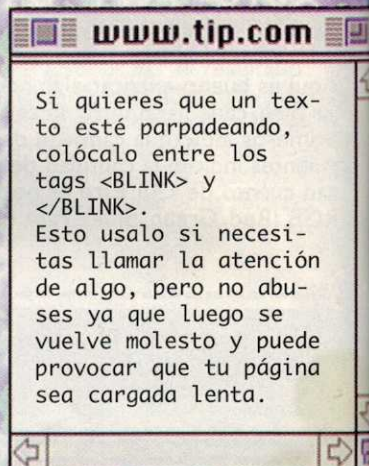 www.tip.com
Si quieres que un tex-
to esté parpadeando,
colócalo entre los
tags <BLINK> y
</BLINK>.
Esto usalo si necesi-
tas llamar la atención
de algo, pero no abu-
ses ya que luego se
vuelve molesto y puede
provocar que tu página
sea cargada lenta.